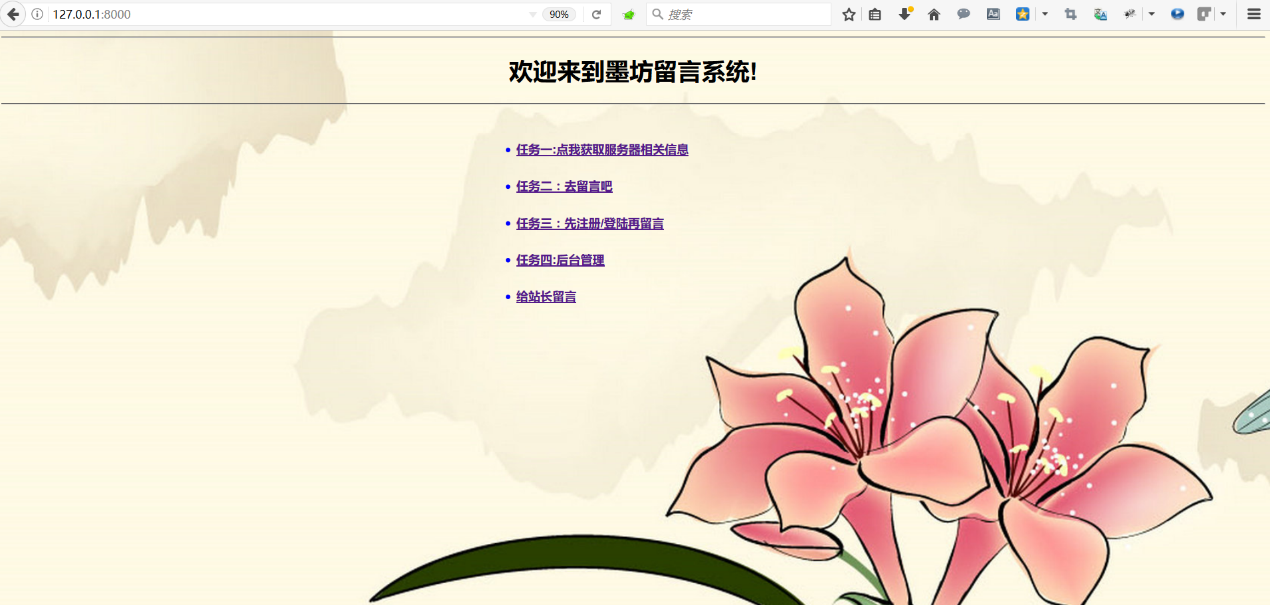 127.0.0.1:8000
90%
搜索
欢迎来到墨坊留言系统!
任务一:点我获取服务器相关信息
任务二：去留言吧
任务三：先注册/登陆再留言
任务四:后台管理
给站长留言